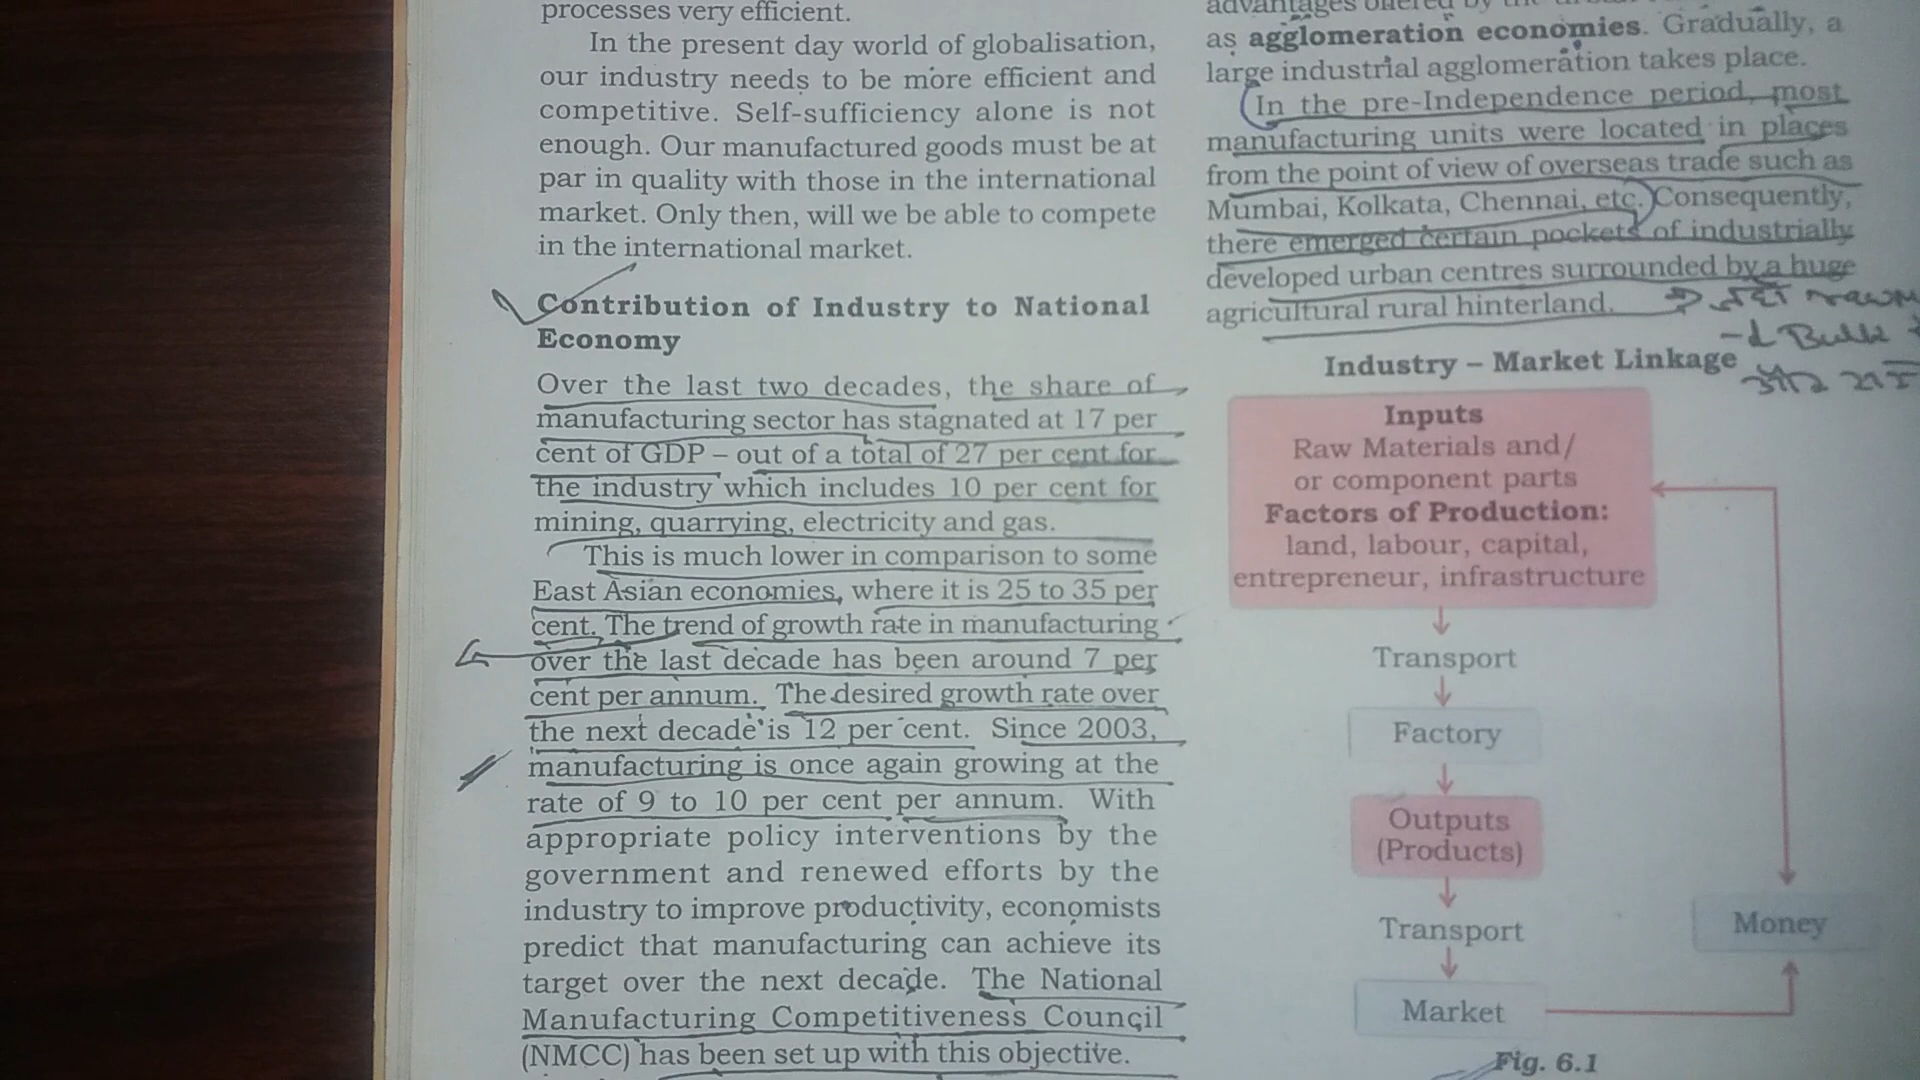 processes very efficient.
In the present day world of globalisation,
our industry needs to be more efficient and
competitive. Self-sufficiency alone is not
enough. Our manufactured goods must be at
par in quality with those in the international
market. Only then, will we be able to compete
in the international market.
Contribution of Industry to National
Economy
Over the last two decades, the share of
manufacturing sector has stagnated at 17 per
cent of GDP – out of a total of 27 per cent for
the industry which includes 10 per cent for
mining, quarrying, electricity and gas.
This is much lower in comparison to some
East Asian economies, where it is 25 to 35 per
cent. The trend of growth rate in manufacturing
over the last decade has been around 7 per
cent per annum. The desired growth rate over
the next decade is 12 per cent. Since 2003,
manufacturing is once again growing at the
rate of 9 to 10 per cent per annum. With
appropriate policy interventions by the
government and renewed efforts by the
industry to improve productivity, economists
predict that manufacturing can achieve its
target over the next decade. The National
Manufacturing Competitiveness Council
(NMCC) has been set up with this objective.
advantages offered by the
as agglomeration economies. Gradually, a
large industrial agglomeration takes place.
In the pre-Independence period, most
manufacturing units were located in places
from the point of view of overseas trade such as
Mumbai, Kolkata, Chennai, etc. Consequently,
there emerged certain pockets of industrially
developed urban centres surrounded by a huge
agricultural rural hinterland.
Bulk
Industry – Market Linkage
Inputs
Raw Materials and/
or component parts
Factors of Production:
land, labour, capital,
entrepreneur, infrastructure
Transport
Factory
Outputs
(Products)
Transport
Money
Market
Fig. 6.1